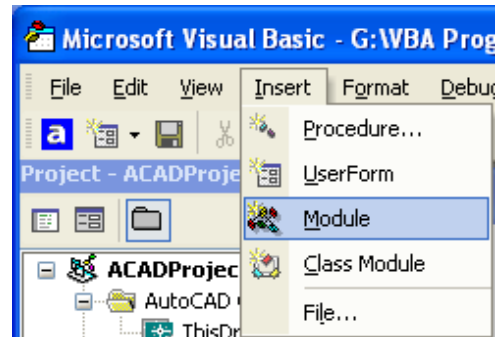 Microsoft Visual Basic - G:\VBA Prog
File Edit View Insert Format Debug
a
Procedure...
Project - ACADProje
UserForm
Module
Class Module
ACADProjec
AutoCAD
File...
ThisDr